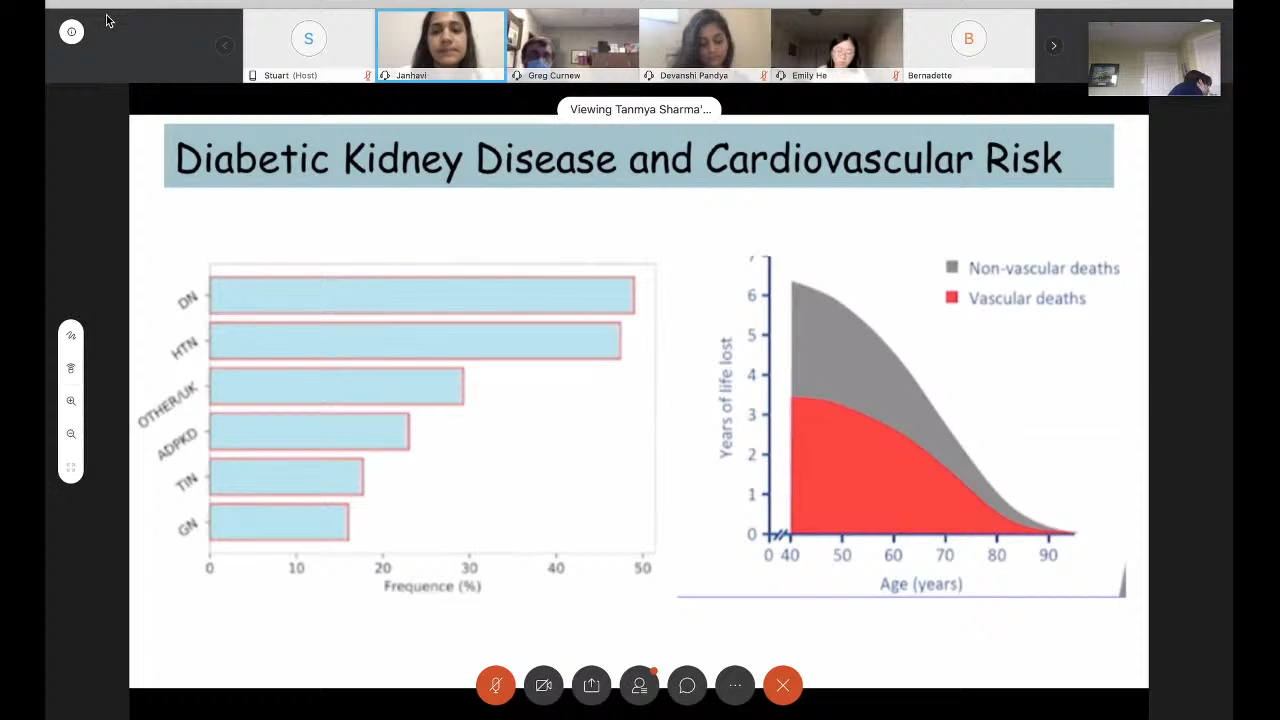 S
B
Stuart (Host)
Janhavi
Greg Curnew
Devanshi Pandya
Emily He
Bernadette
Viewing Tanmya Sharma'...
Diabetic Kidney Disease and Cardiovascular Risk
DN
HTN
OTHER/UK
ADPKD
TIN
GN
0 10 20 30 40 50
Frequence (%)
Non-vascular deaths
Vascular deaths
Years of life lost
7
6
5
4
3
2
1
0
0 40 50 60 70 80 90
Age (years)